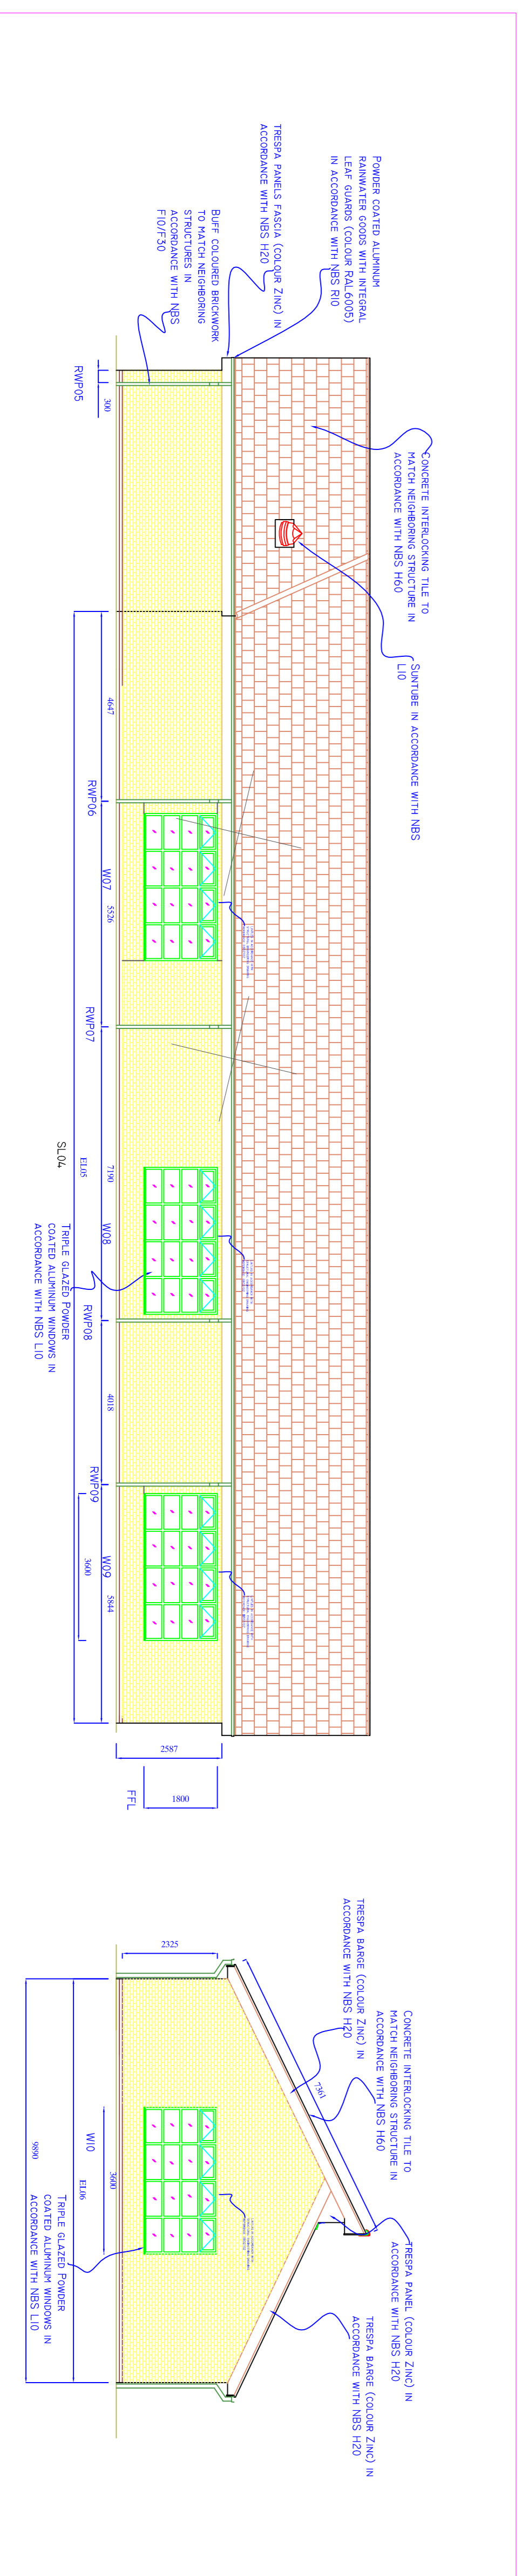 POWDER COATED ALUMINUM
RAINWATER GOODS WITH INTEGRAL
LEAF GUARDS (COLOUR RAL6005)
IN ACCORDANCE WITH NBS R10
TRESPA PANELS FASCIA (COLOUR ZINC) IN
ACCORDANCE WITH NBS H20
BUFF COLOURED BRICKWORK
TO MATCH NEIGHBORING
STRUCTURES IN
ACCORDANCE WITH NBS
F10/F30
CONCRETE INTERLOCKING TILE TO
MATCH NEIGHBORING STRUCTURE IN
ACCORDANCE WITH NBS H60
SUNTUBE IN ACCORDANCE WITH NBS
L10
RWP05
300
4647
RWP06
W07
5526
RWP07
7190
W08
EL05
SL04
TRIPLE GLAZED POWDER
COATED ALUMINUM WINDOWS IN
ACCORDANCE WITH NBS L10
RWP08
4018
RWP09
W09
3600
5844
2587
1800
FFL
TRESPA BARGE (COLOUR ZINC) IN
ACCORDANCE WITH NBS H20
CONCRETE INTERLOCKING TILE TO
MATCH NEIGHBORING STRUCTURE IN
ACCORDANCE WITH NBS H60
TRESPA PANEL (COLOUR ZINC) IN
ACCORDANCE WITH NBS H20
TRESPA BARGE (COLOUR ZINC) IN
ACCORDANCE WITH NBS H20
7361
2325
W10
3600
EL06
9890
TRIPLE GLAZED POWDER
COATED ALUMINUM WINDOWS IN
ACCORDANCE WITH NBS L10